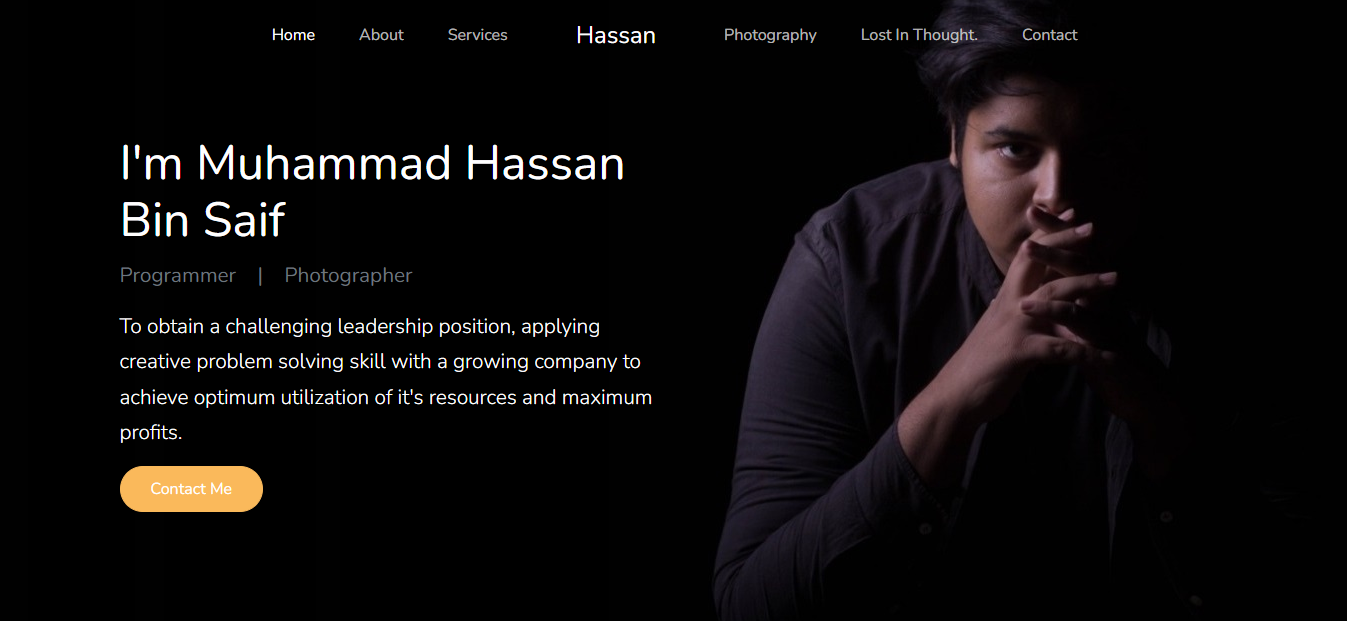 Home About Services Hassan Photography Lost In Thought. Contact
I'm Muhammad Hassan
Bin Saif
Programmer | Photographer
To obtain a challenging leadership position, applying
creative problem solving skill with a growing company to
achieve optimum utilization of it's resources and maximum
profits.
Contact Me